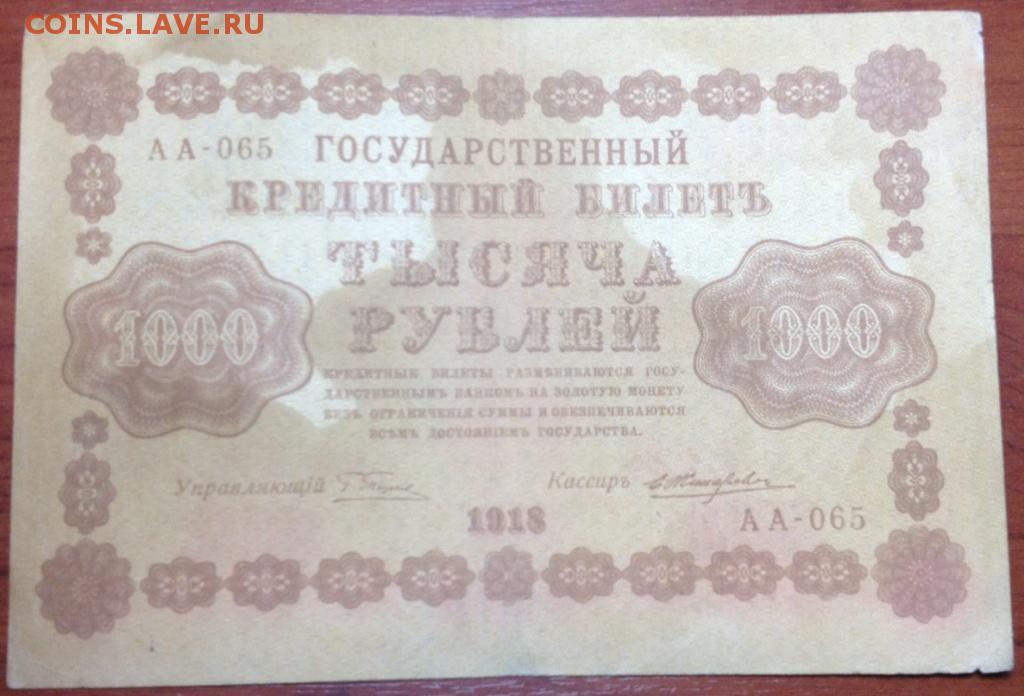 COINS.LAVE.RU
АА-065 ГОСУДАРСТВЕННЫЙ
КРЕДИТНЫЙ БИЛЕТЪ
ТЫСЯЧА
РУБЛЕЙ
1000 1000
КРЕДИТНЫЕ БИЛЕТЫ РАЗМѢНИВАЮТСЯ ГОСУ-
ДАРСТВЕННЫМЪ БАНКОМЪ НА ЗОЛОТУЮ МОНЕТУ
БЕЗЪ ОГРАНИЧЕНІЯ СУММЫ И ОБЕЗПЕЧИВАЮТСЯ
ВСѢМЪ ДОСТОЯНІЕМЪ ГОСУДАРСТВА.
Управляющій Кассиръ
1918 АА-065